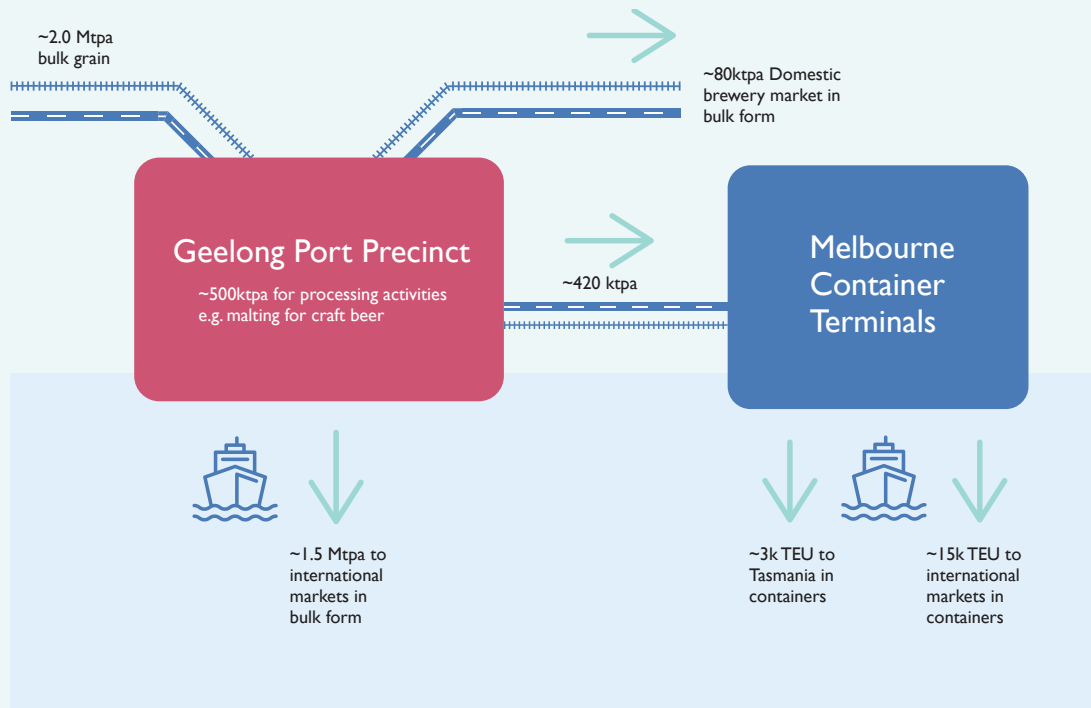 ~2.0 Mtpa
bulk grain
~80ktpa Domestic
brewery market in
bulk form
Geelong Port Precinct
~500ktpa for processing activities
e.g. malting for craft beer
~420 ktpa
Melbourne
Container
Terminals
~1.5 Mtpa to
international
markets in
bulk form
~3k TEU to
Tasmania in
containers
~15k TEU to
international
markets in
containers